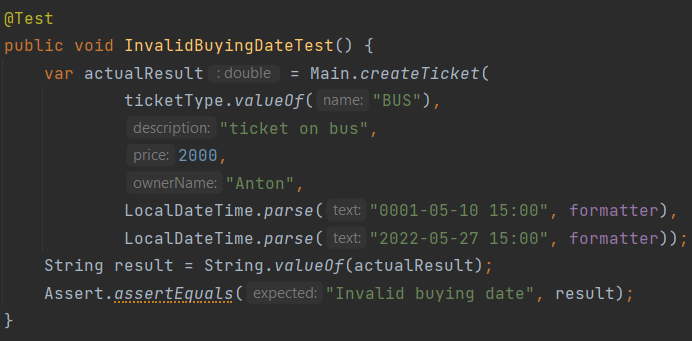 @Test
public void InvalidBuyingDateTest() {
var actualResult : double = Main.createTicket(
ticketType.valueOf( name: "BUS"),
description: "ticket on bus",
price: 2000,
ownerName: "Anton",
LocalDateTime.parse( text: "0001-05-10 15:00", formatter),
LocalDateTime.parse( text: "2022-05-27 15:00", formatter));
String result = String.valueOf(actualResult);
Assert.assertEquals( expected: "Invalid buying date", result);
}